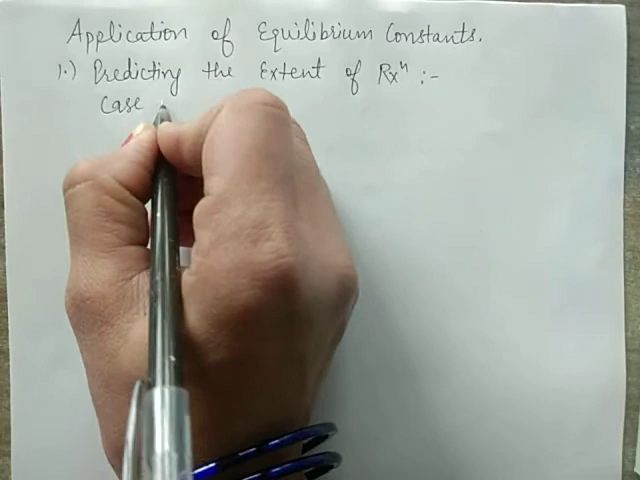 Application of Equilibrium Constants.
1.) Predicting the Extent of Rxⁿ :-
Case